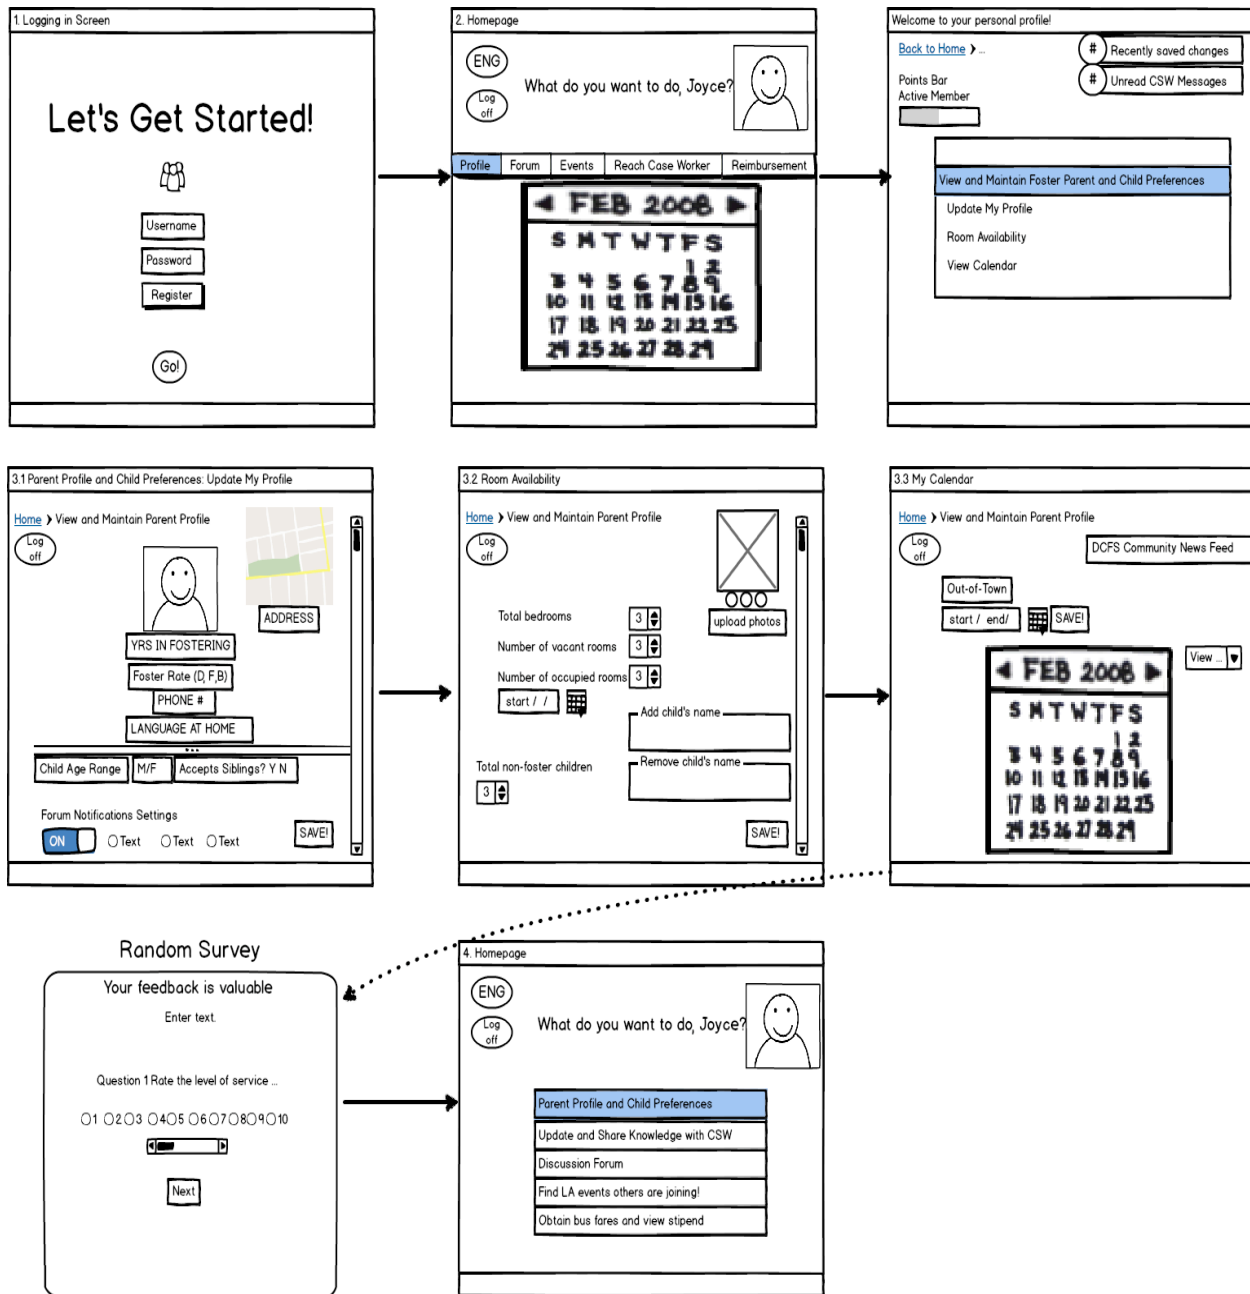 1. Logging in Screen
Let's Get Started!
Username
Password
Register
Go!
2. Homepage
ENG
Log off
What do you want to do, Joyce?
Profile Forum Events Reach Case Worker Reimbursement
FEB 2008
S M T W T F S
1 2
3 4 5 6 7 8 9
10 11 12 13 14 15 16
17 18 19 20 21 22 23
24 25 26 27 28 29
Welcome to your personal profile!
Back to Home > ...
# Recently saved changes
# Unread CSW Messages
Points Bar
Active Member
View and Maintain Foster Parent and Child Preferences
Update My Profile
Room Availability
View Calendar
3.1 Parent Profile and Child Preferences: Update My Profile
Home > View and Maintain Parent Profile
Log off
ADDRESS
YRS IN FOSTERING
Foster Rate (D, F,B)
PHONE #
LANGUAGE AT HOME
Child Age Range M/F Accepts Siblings? Y N
Forum Notifications Settings
ON Text Text Text
SAVE!
3.2 Room Availability
Home > View and Maintain Parent Profile
Log off
upload photos
Total bedrooms 3
Number of vacant rooms 3
Number of occupied rooms 3
start / /
Add child's name
Remove child's name
Total non-foster children
3
SAVE!
3.3 My Calendar
Home > View and Maintain Parent Profile
Log off
DCFS Community News Feed
Out-of-Town
start / end/ SAVE!
View ...
FEB 2008
S M T W T F S
1 2
3 4 5 6 7 8 9
10 11 12 13 14 15 16
17 18 19 20 21 22 23
24 25 26 27 28 29
Random Survey
Your feedback is valuable
Enter text.
Question 1 Rate the level of service ...
1 2 3 4 5 6 7 8 9 10
Next
4. Homepage
ENG
Log off
What do you want to do, Joyce?
Parent Profile and Child Preferences
Update and Share Knowledge with CSW
Discussion Forum
Find LA events others are joining!
Obtain bus fares and view stipend